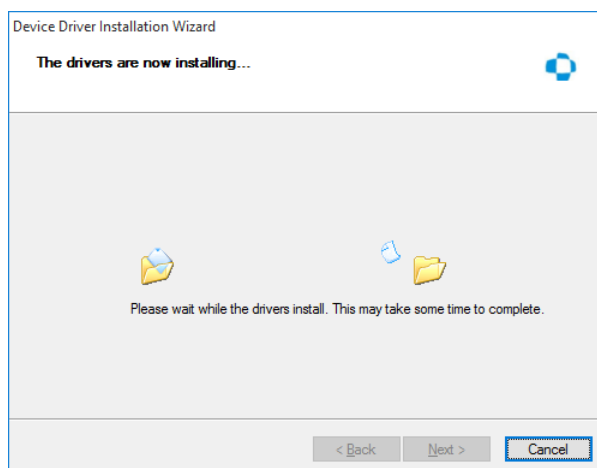 Device Driver Installation Wizard
The drivers are now installing...
Please wait while the drivers install. This may take some time to complete.
< Back
Next >
Cancel